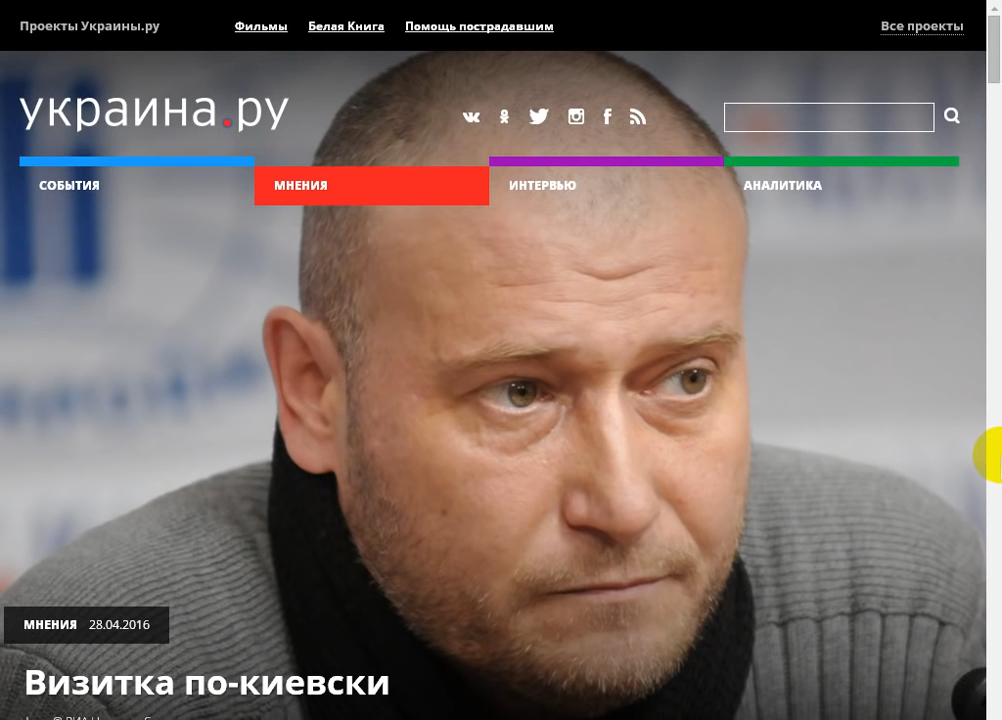 Проекты Украины.ру Фильмы Белая Книга Помощь пострадавшим Все проекты
украина.ру
СОБЫТИЯ МНЕНИЯ ИНТЕРВЬЮ АНАЛИТИКА
МНЕНИЯ 28.04.2016
Визитка по-киевски